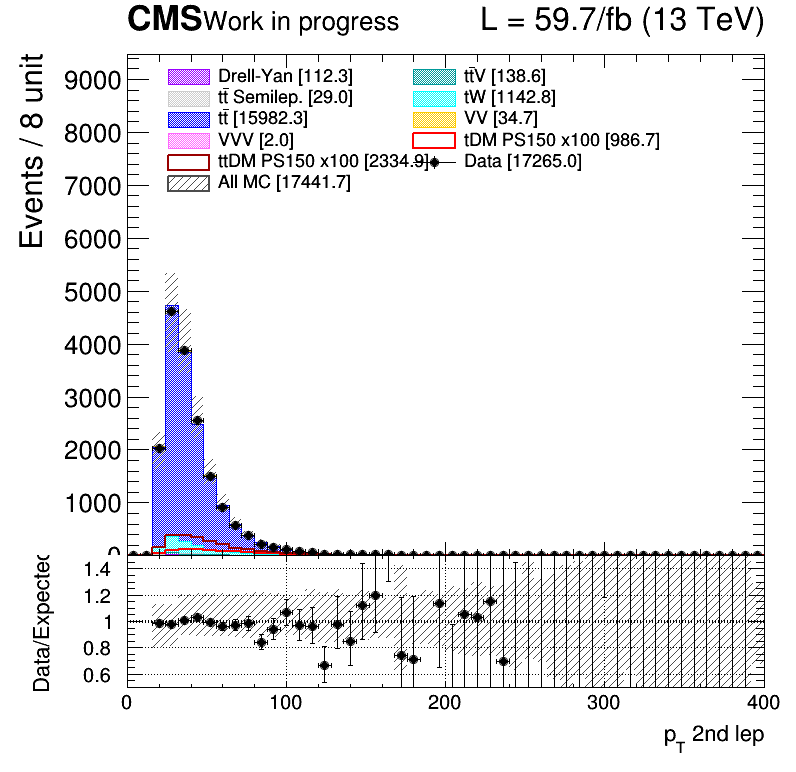 CMS Work in progress L = 59.7/fb (13 TeV)
Events / 8 unit
9000
8000
7000
6000
5000
4000
3000
2000
1000
0
Drell-Yan [112.3] tt̄V [138.6]
tt̄ Semilep. [29.0] tW [1142.8]
tt̄ [15982.3] VV [34.7]
VVV [2.0] tDM PS150 x100 [986.7]
ttDM PS150 x100 [2334.9] Data [17265.0]
All MC [17441.7]
Data/Expected
1.4
1.2
1
0.8
0.6
0 100 200 300 400
p_T 2nd lep